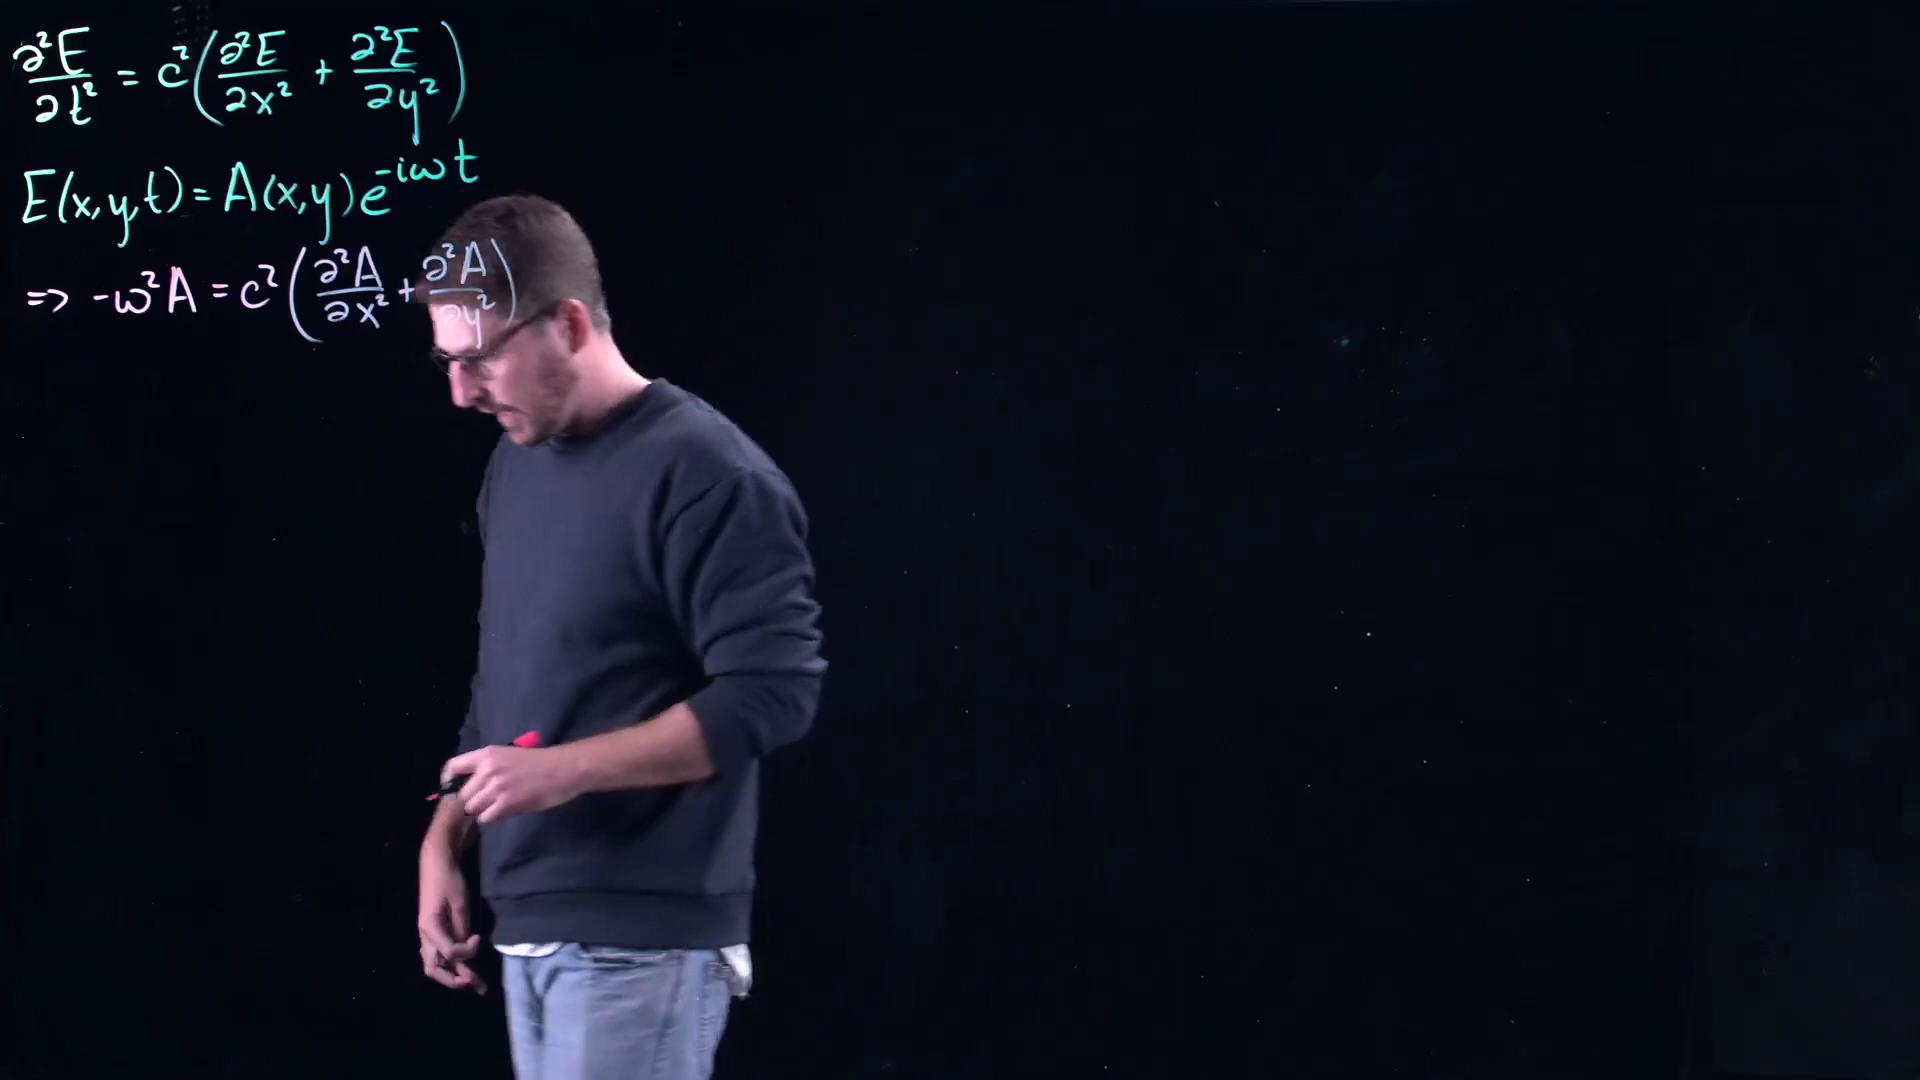 ∂²E/∂t² = c²(∂²E/∂x² + ∂²E/∂y²)
E(x,y,t) = A(x,y)e^{-iωt}
⇒ -ω²A = c²(∂²A/∂x² + ∂²A/∂y²)